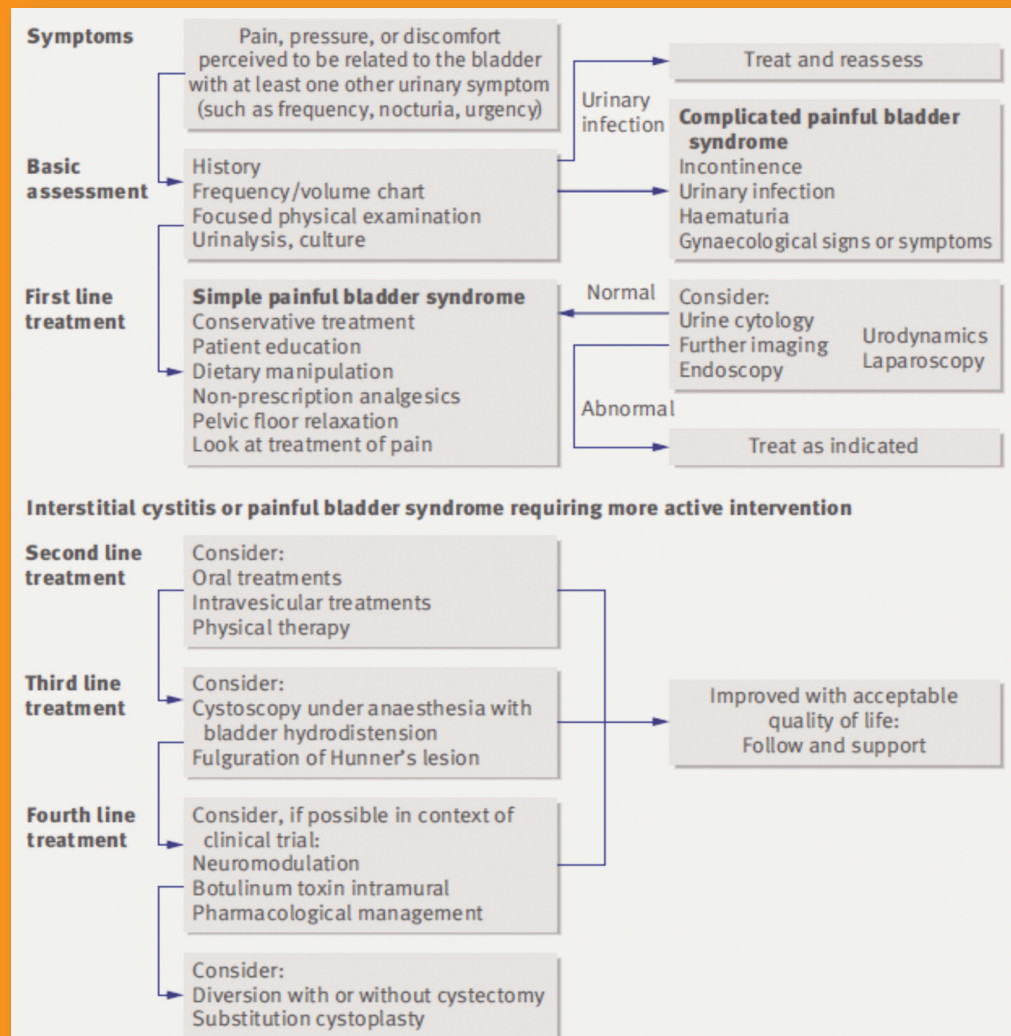 Symptoms
Pain, pressure, or discomfort
perceived to be related to the bladder
with at least one other urinary symptom
(such as frequency, nocturia, urgency)
Treat and reassess
Urinary
infection
Basic
assessment
History
Frequency/volume chart
Focused physical examination
Urinalysis, culture
Complicated painful bladder
syndrome
Incontinence
Urinary infection
Haematuria
Gynaecological signs or symptoms
First line
treatment
Simple painful bladder syndrome
Conservative treatment
Patient education
Dietary manipulation
Non-prescription analgesics
Pelvic floor relaxation
Look at treatment of pain
Normal
Abnormal
Consider:
Urine cytology
Further imaging
Endoscopy
Urodynamics
Laparoscopy
Treat as indicated
Interstitial cystitis or painful bladder syndrome requiring more active intervention
Second line
treatment
Consider:
Oral treatments
Intravesicular treatments
Physical therapy
Third line
treatment
Consider:
Cystoscopy under anaesthesia with
bladder hydrodistension
Fulguration of Hunner's lesion
Improved with acceptable
quality of life:
Follow and support
Fourth line
treatment
Consider, if possible in context of
clinical trial:
Neuromodulation
Botulinum toxin intramural
Pharmacological management
Consider:
Diversion with or without cystectomy
Substitution cystoplasty